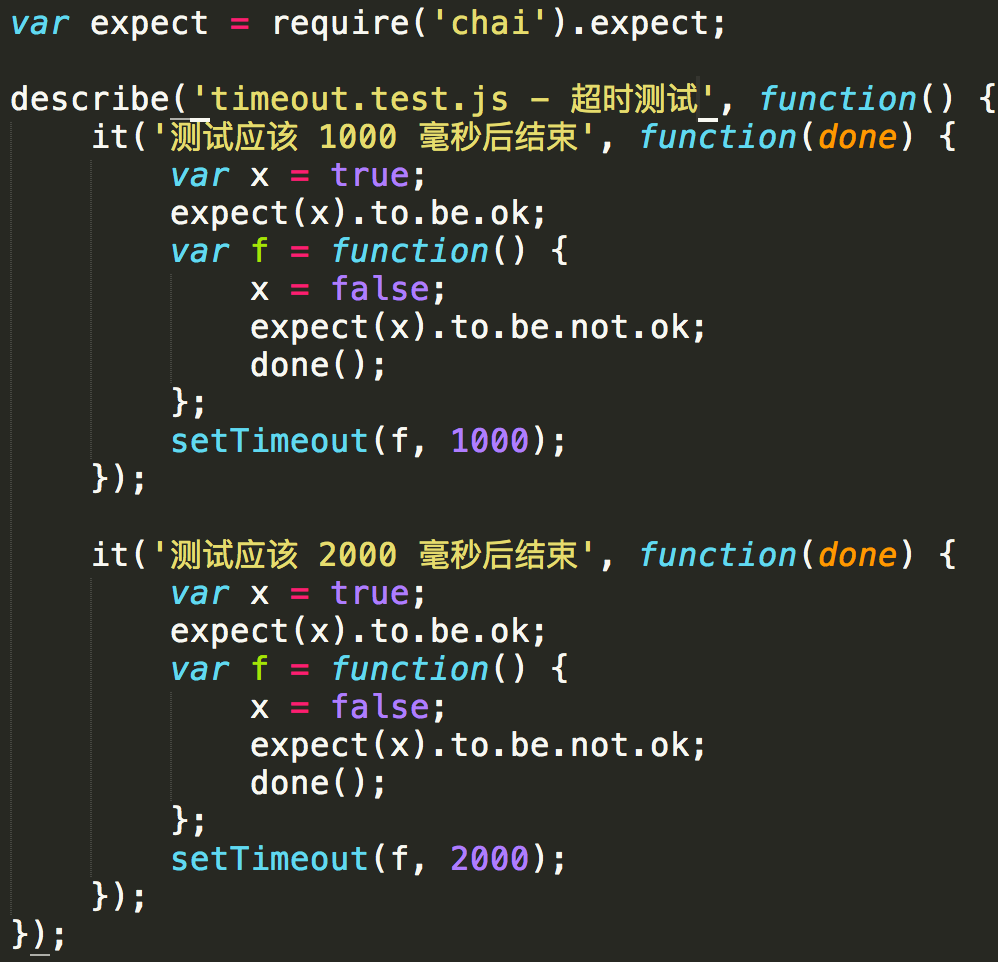 var expect = require('chai').expect;

describe('timeout.test.js - 超时测试', function() {
    it('测试应该 1000 毫秒后结束', function(done) {
        var x = true;
        expect(x).to.be.ok;
        var f = function() {
            x = false;
            expect(x).to.be.not.ok;
            done();
        };
        setTimeout(f, 1000);
    });

    it('测试应该 2000 毫秒后结束', function(done) {
        var x = true;
        expect(x).to.be.ok;
        var f = function() {
            x = false;
            expect(x).to.be.not.ok;
            done();
        };
        setTimeout(f, 2000);
    });
});